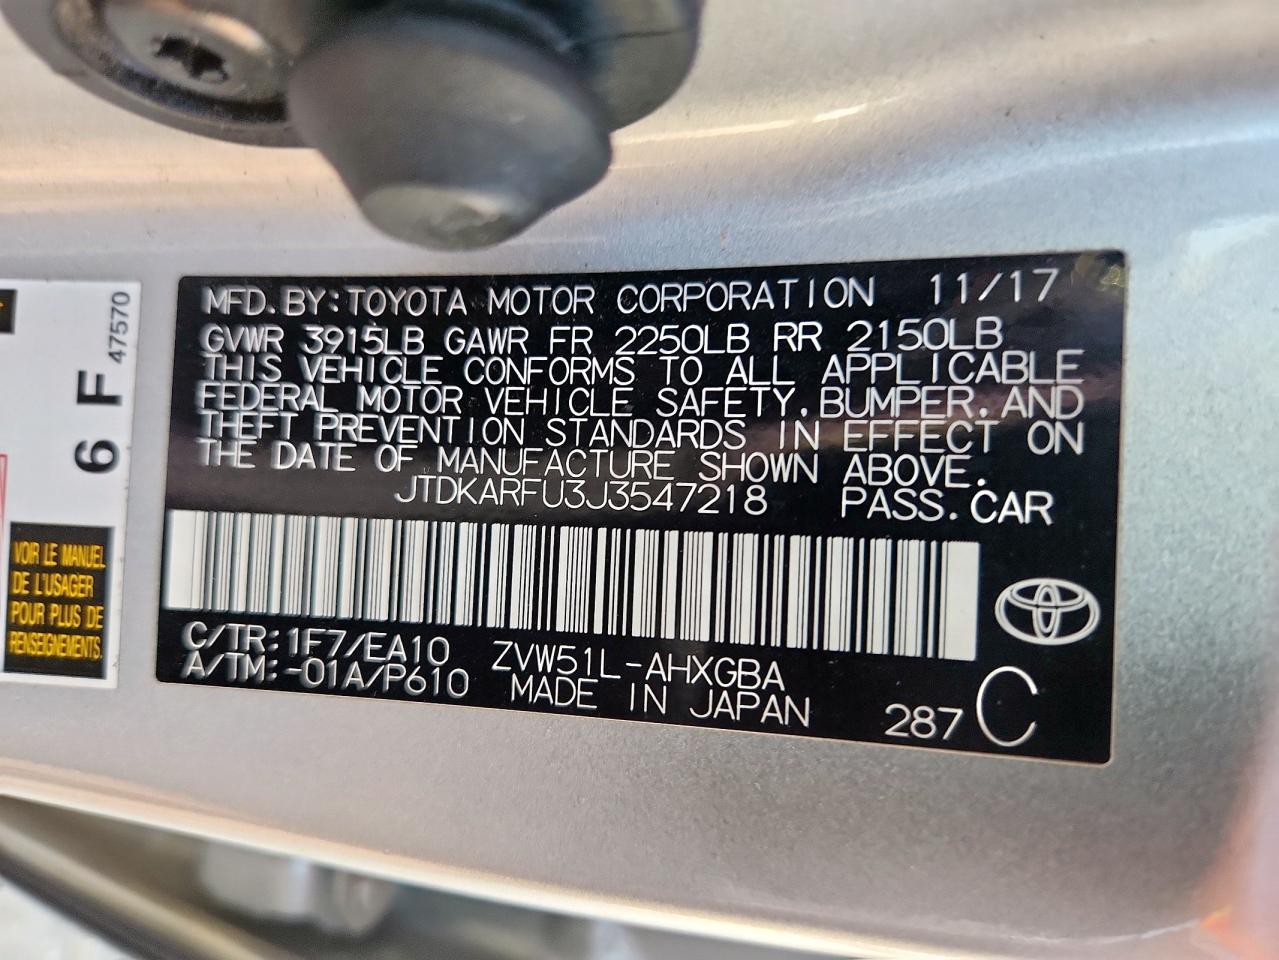 MFD. BY: TOYOTA MOTOR CORPORATION 11/17
GVWR 3915LB GAWR FR 2250LB RR 2150LB
THIS VEHICLE CONFORMS TO ALL APPLICABLE
FEDERAL MOTOR VEHICLE SAFETY, BUMPER, AND
THEFT PREVENTION STANDARDS IN EFFECT ON
THE DATE OF MANUFACTURE SHOWN ABOVE.
JTDKARFU3J3547218 PASS. CAR
C/TR: 1F7/EA10 ZVW51L-AHXGBA
A/TM: -01A/P610 MADE IN JAPAN 287 C
6 F 47570
VOIR LE MANUEL
DE L'USAGER
POUR PLUS DE
RENSEIGNEMENTS.